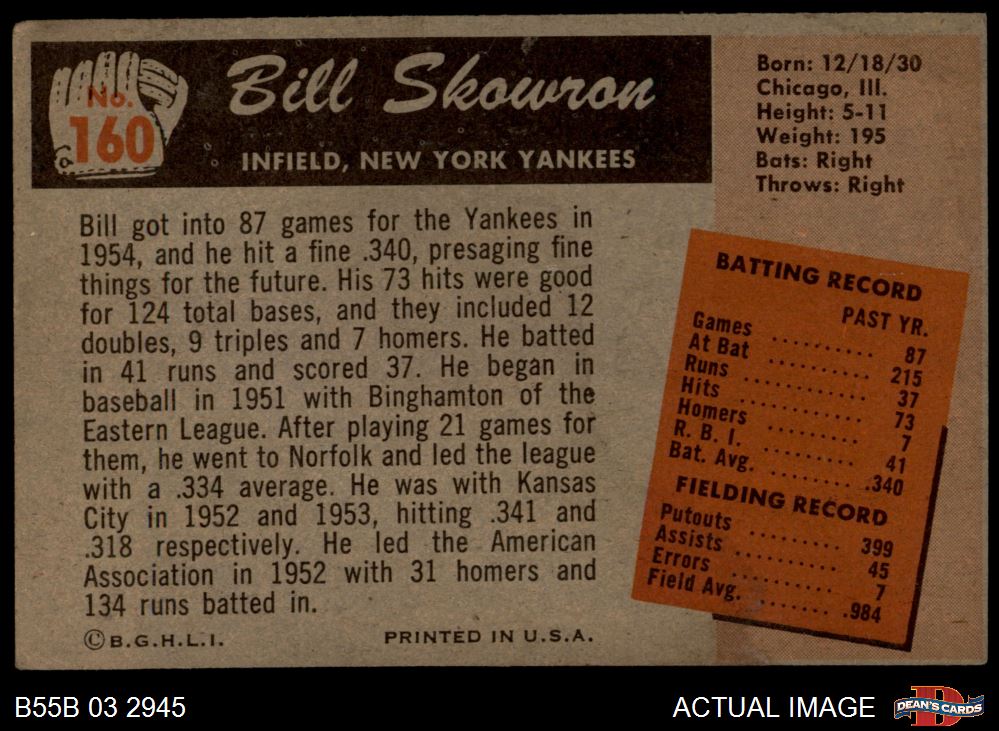 No.
160
Bill Skowron
INFIELD, NEW YORK YANKEES
Born: 12/18/30
Chicago, Ill.
Height: 5-11
Weight: 195
Bats: Right
Throws: Right
Bill got into 87 games for the Yankees in
1954, and he hit a fine .340, presaging fine
things for the future. His 73 hits were good
for 124 total bases, and they included 12
doubles, 9 triples and 7 homers. He batted
in 41 runs and scored 37. He began in
baseball in 1951 with Binghamton of the
Eastern League. After playing 21 games for
them, he went to Norfolk and led the league
with a .334 average. He was with Kansas
City in 1952 and 1953, hitting .341 and
.318 respectively. He led the American
Association in 1952 with 31 homers and
134 runs batted in.
BATTING RECORD
PAST YR.
Games .......... 87
At Bat .......... 215
Runs .......... 37
Hits .......... 73
Homers .......... 7
R. B. I. .......... 41
Bat. Avg. ........ .340
FIELDING RECORD
Putouts ......... 399
Assists ......... 45
Errors .......... 7
Field Avg. ....... .984
©B.G.H.L.I.
PRINTED IN U.S.A.
B55B 03 2945
ACTUAL IMAGE
DEAN'S CARDS